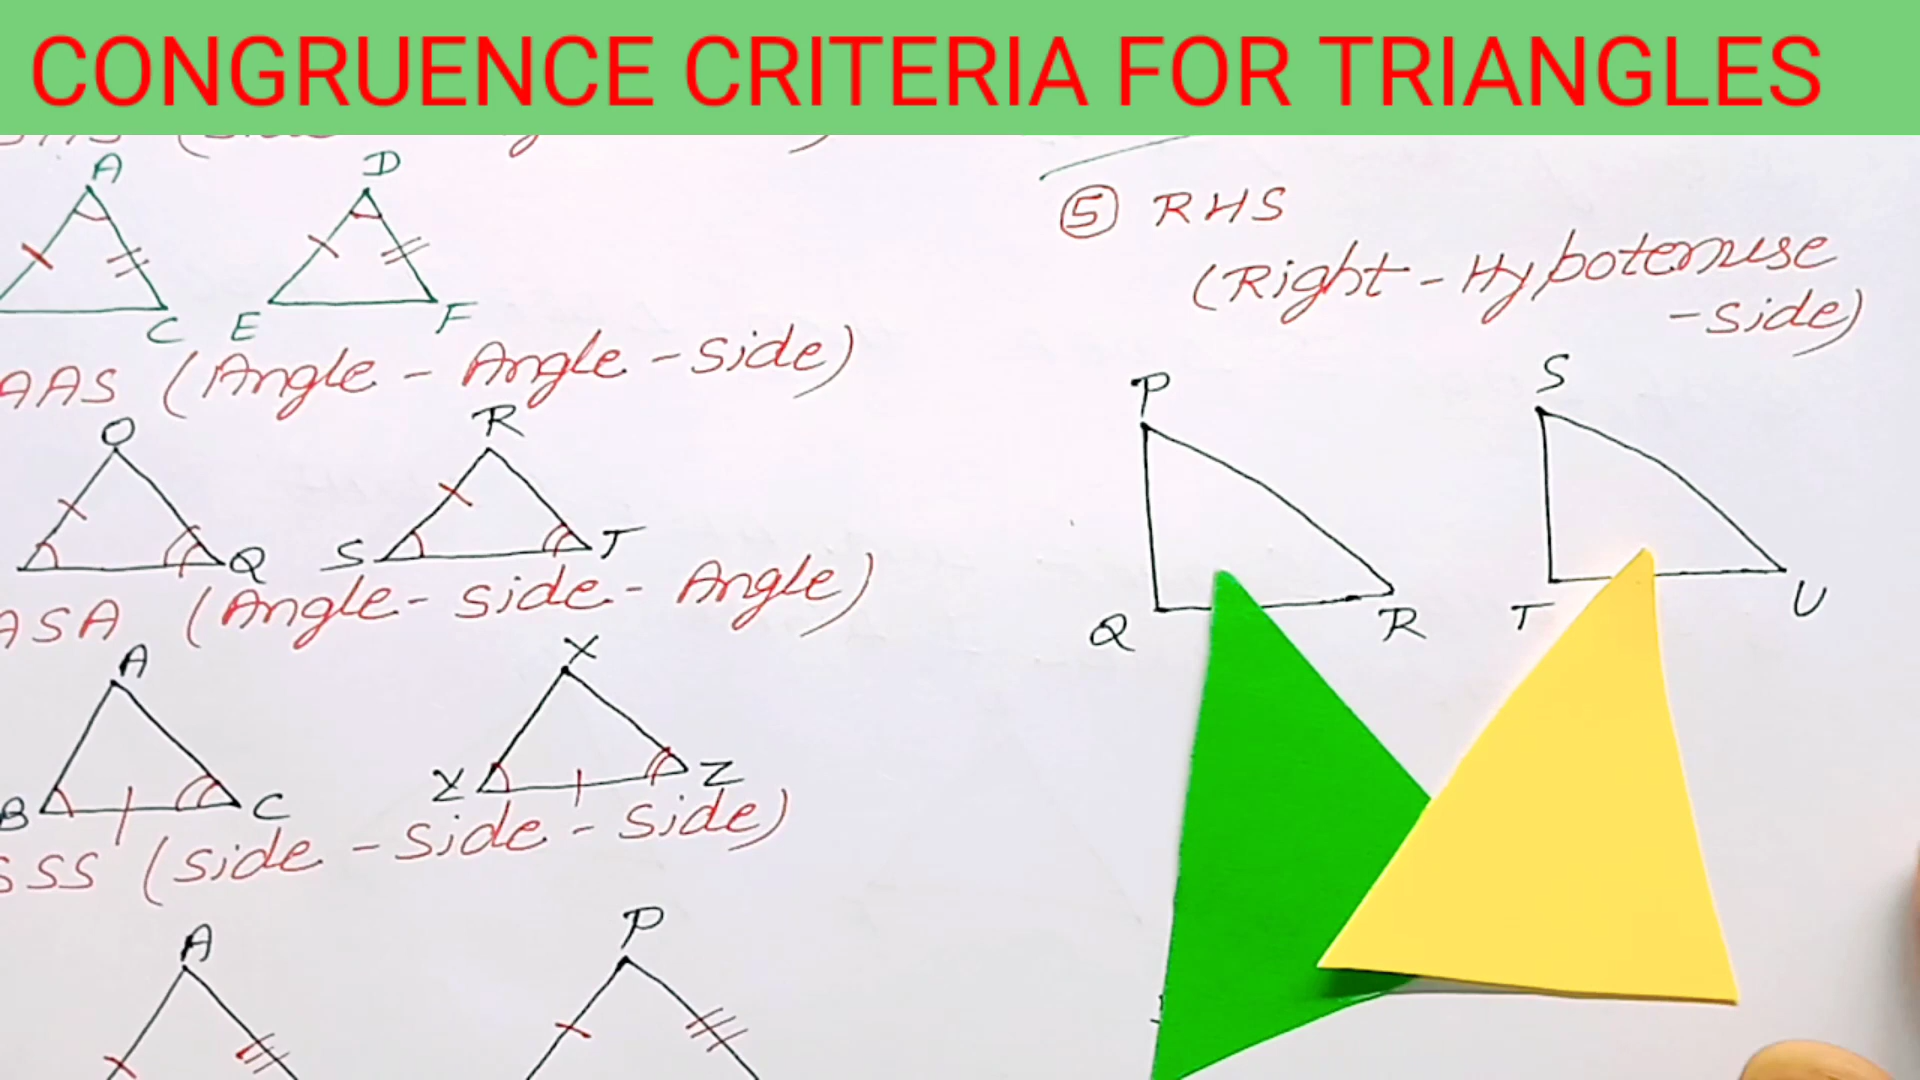 CONGRUENCE CRITERIA FOR TRIANGLES
A
D
C
E
F
AAS (Angle - Angle - Side)
O
R
Q
S
T
ASA (Angle - Side - Angle)
A
X
B
C
Y
Z
SSS (Side - Side - Side)
A
P
5 RHS
(Right - Hypotenuse
- Side)
P
S
Q
R
T
U